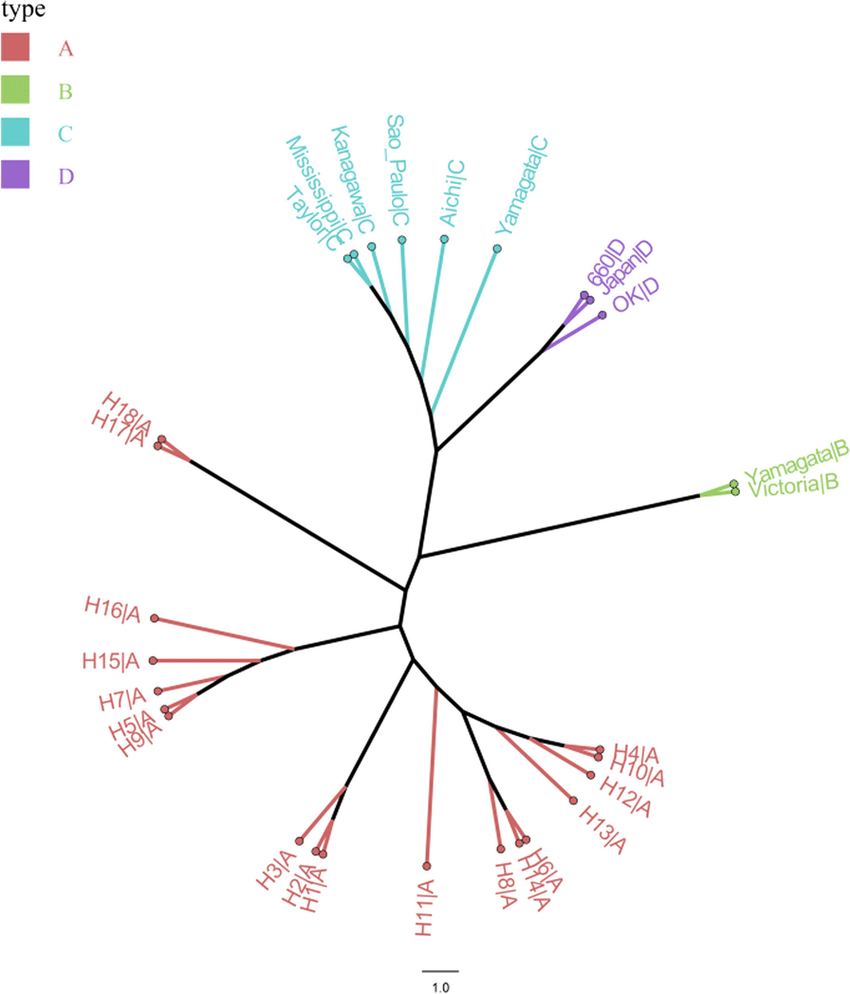 type
A
B
C
D
Taylor|C
Mississippi|C
Kanagawa|C
Sao_Paulo|C
Aichi|C
Yamagata|C
660|D
Japan|D
OK|D
Yamagata|B
Victoria|B
H18|A
H17|A
H16|A
H15|A
H7|A
H5|A
H9|A
H3|A
H2|A
H1|A
H11|A
H8|A
H14|A
H6|A
H13|A
H12|A
H10|A
H4|A
1.0